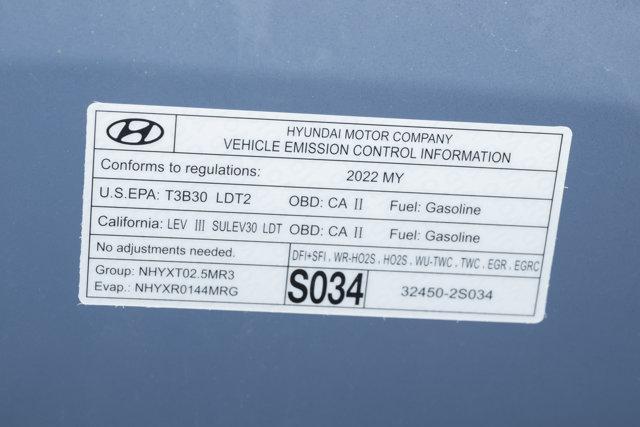 HYUNDAI MOTOR COMPANY
VEHICLE EMISSION CONTROL INFORMATION
Conforms to regulations: 2022 MY
U.S.EPA: T3B30 LDT2 OBD: CA II Fuel: Gasoline
California: LEV III SULEV30 LDT OBD: CA II Fuel: Gasoline
No adjustments needed. DFI+SFI, WR-HO2S, HO2S, WU-TWC, TWC, EGR, EGRC
Group: NHYXT02.5MR3
Evap.: NHYXR0144MRG
S034 32450-2S034